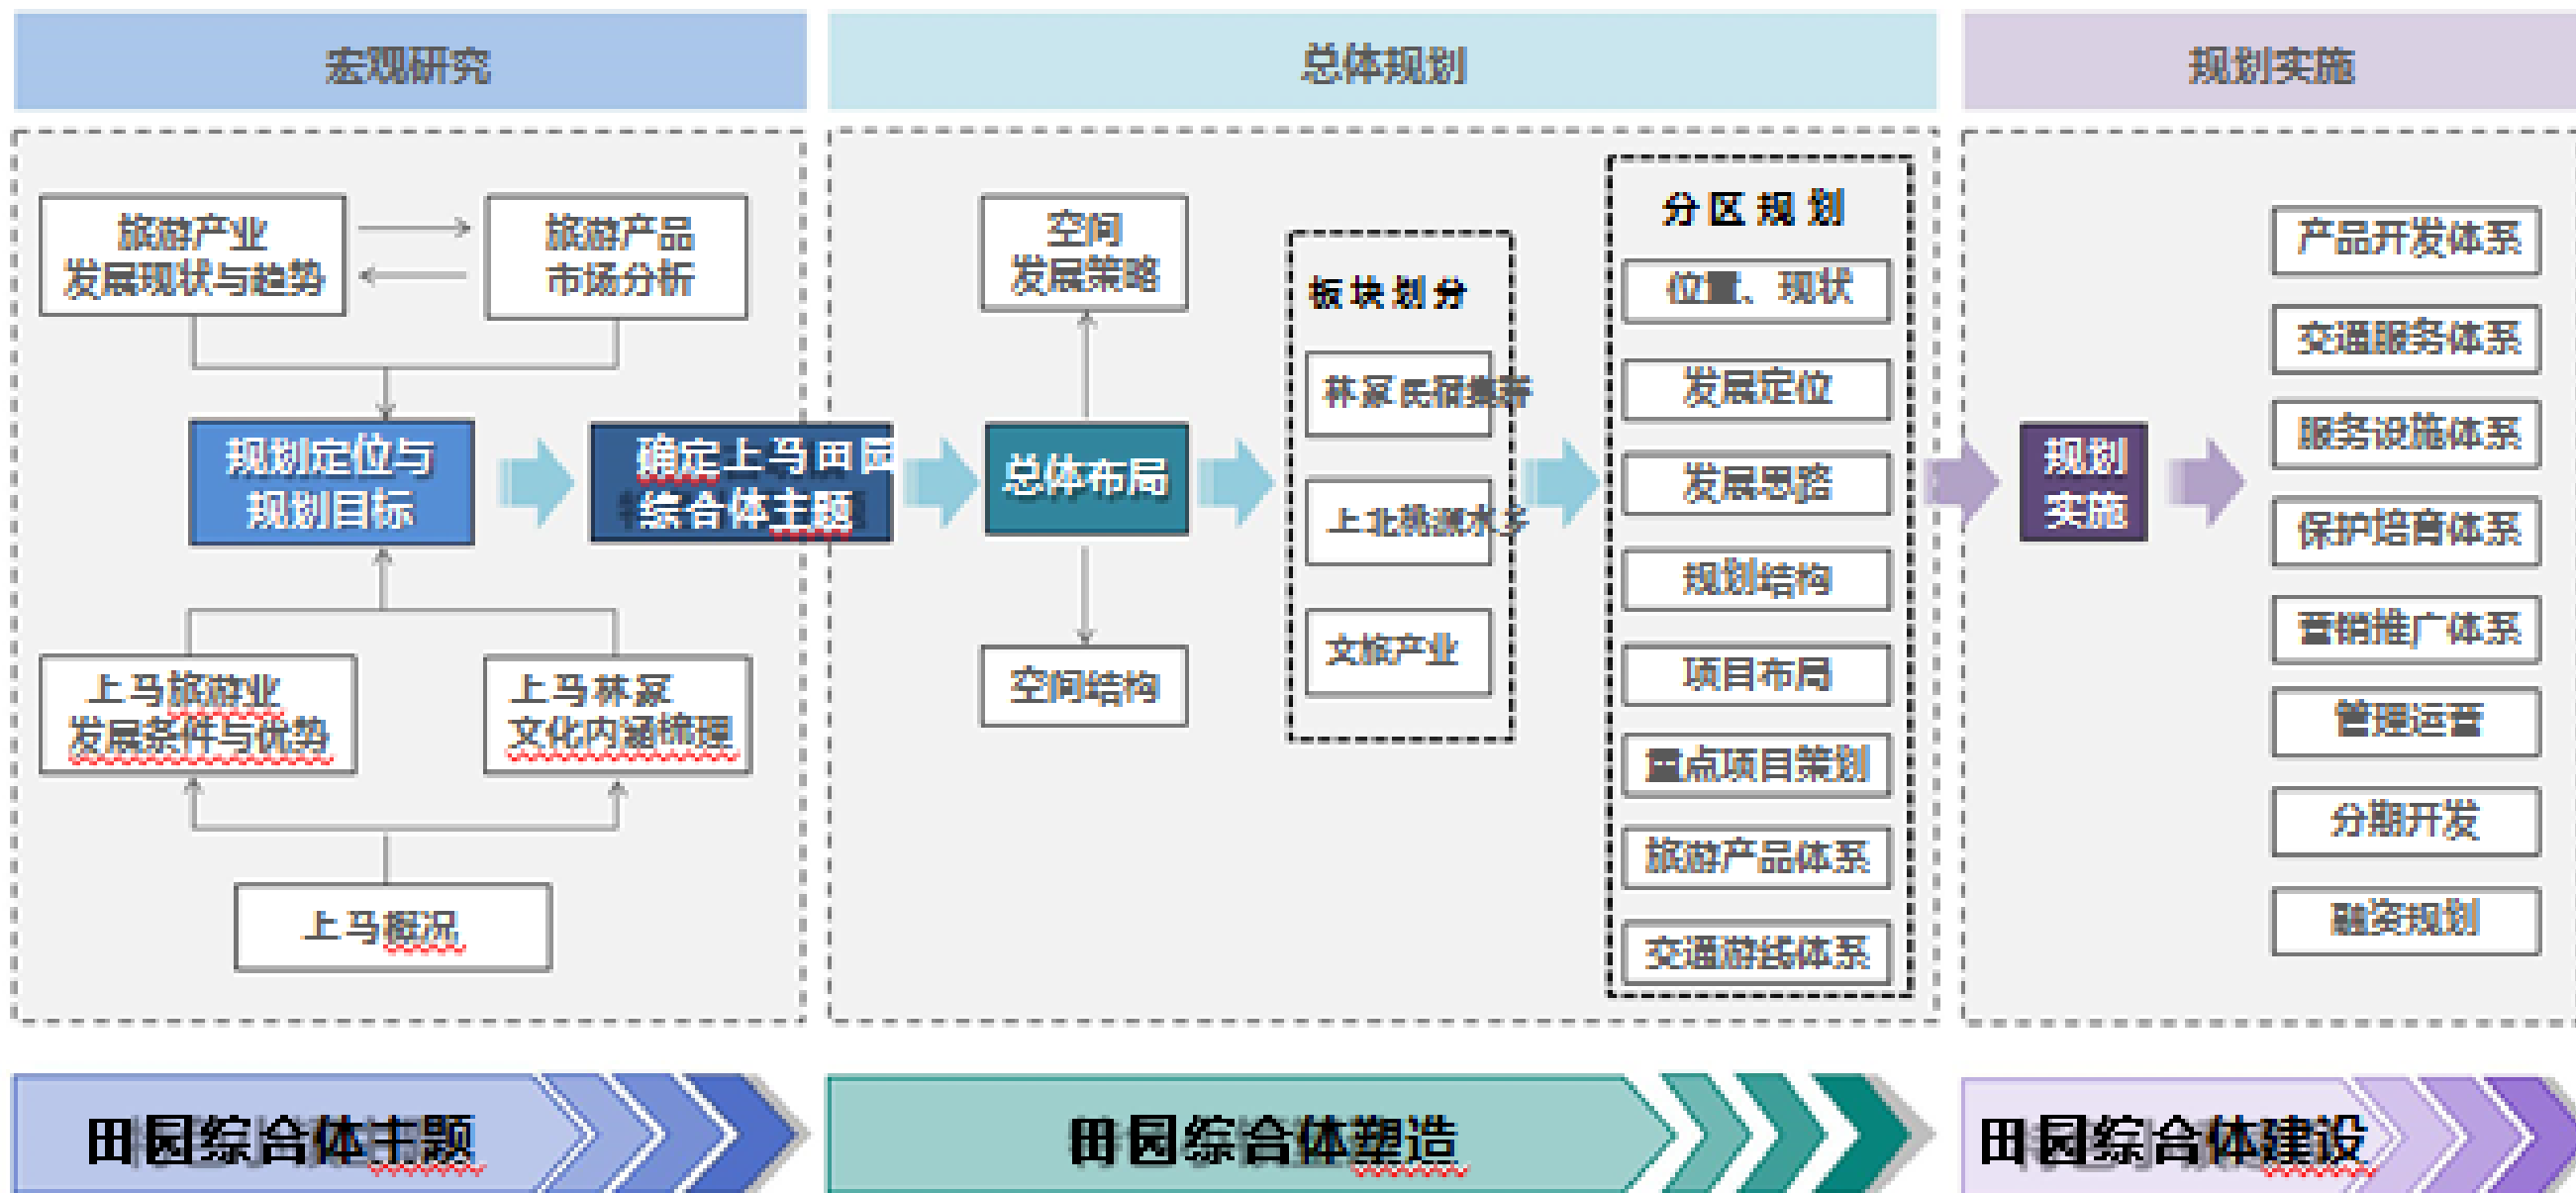 宏观研究
总体规划
规划实施
旅游产业
发展现状与趋势
旅游产品
市场分析
规划定位与
规划目标
确定上马田园
综合体主题
上马旅游业
发展条件与优势
上马林家
文化内涵梳理
上马概况
空间
发展策略
总体布局
空间结构
板块划分
林家民宿集群
上北桃源水乡
文旅产业
分区规划
位置、现状
发展定位
发展思路
规划结构
项目布局
重点项目策划
旅游产品体系
交通游线体系
规划
实施
产品开发体系
交通服务体系
服务设施体系
保护培育体系
营销推广体系
管理运营
分期开发
融资规划
田园综合体主题
田园综合体塑造
田园综合体建设